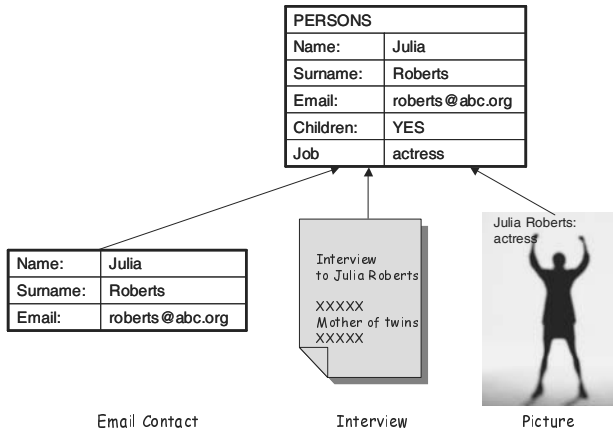 PERSONS
Name: Julia
Surname: Roberts
Email: roberts@abc.org
Children: YES
Job actress
Name: Julia
Surname: Roberts
Email: roberts@abc.org
Interview
to Julia Roberts
XXXXX
Mother of twins
XXXXX
Julia Roberts:
actress
Email Contact
Interview
Picture